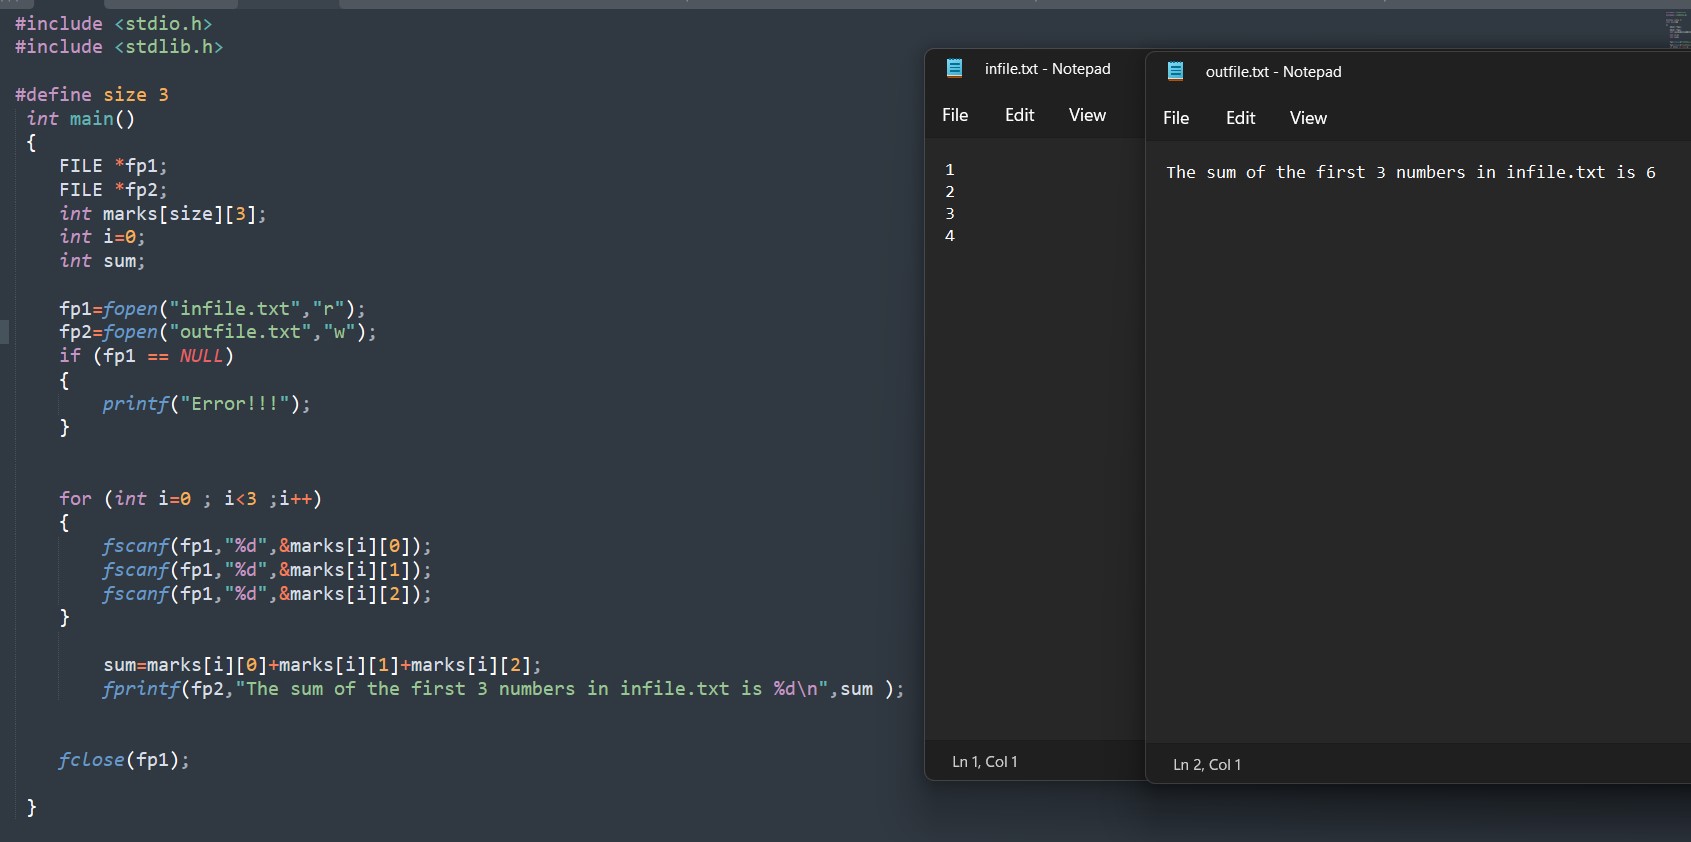 #include <stdio.h>
#include <stdlib.h>
#define size 3
int main()
{
FILE *fp1;
FILE *fp2;
int marks[size][3];
int i=0;
int sum;
fp1=fopen("infile.txt","r");
fp2=fopen("outfile.txt","w");
if (fp1 == NULL)
{
printf("Error!!!");
}
for (int i=0 ; i<3 ;i++)
{
fscanf(fp1,"%d",&marks[i][0]);
fscanf(fp1,"%d",&marks[i][1]);
fscanf(fp1,"%d",&marks[i][2]);
}
sum=marks[i][0]+marks[i][1]+marks[i][2];
fprintf(fp2,"The sum of the first 3 numbers in infile.txt is %d\n",sum );
fclose(fp1);
}
infile.txt - Notepad
File Edit View
1
2
3
4
Ln 1, Col 1
outfile.txt - Notepad
File Edit View
The sum of the first 3 numbers in infile.txt is 6
Ln 2, Col 1